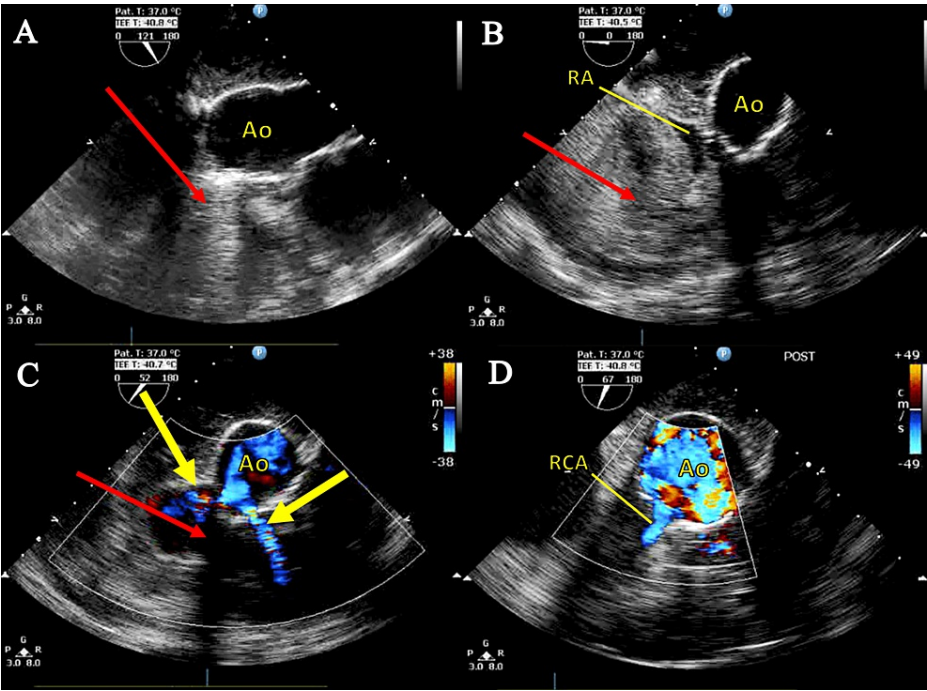 A
Pat. T: 37.0 °C
TEE T: 40.8 °C
0 121 180
P
Ao
G
P R
3.0 8.0
B
Pat. T: 37.0 °C
TEE T: 40.5 °C
0 0 180
P
RA
Ao
G
P R
3.0 8.0
C
Pat. T: 37.0 °C
TEE T: 40.7 °C
0 52 180
P
+38
c
m
/
s
-38
Ao
G
P R
3.0 8.0
D
Pat. T: 37.0 °C
TEE T: 40.8 °C
0 67 180
P
POST
+49
c
m
/
s
-49
RCA
Ao
G
P R
3.0 8.0